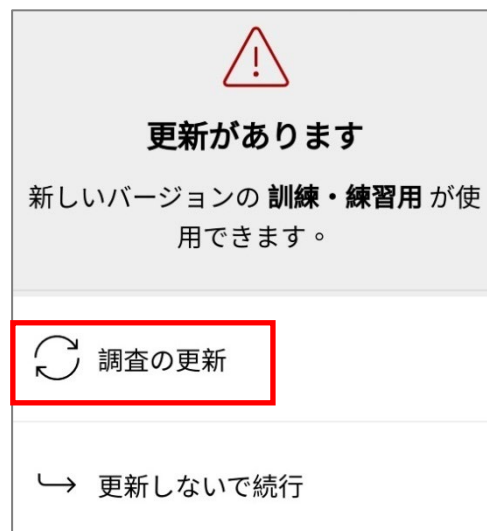 更新があります
新しいバージョンの 訓練・練習用 が使
用できます。
調査の更新
更新しないで続行